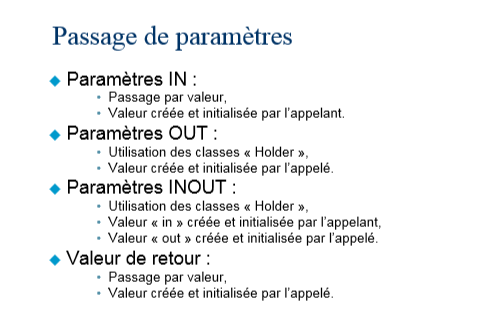 Passage de paramètres
Paramètres IN :
Passage par valeur,
Valeur créée et initialisée par l'appelant.
Paramètres OUT :
Utilisation des classes « Holder »,
Valeur créée et initialisée par l'appelé.
Paramètres INOUT :
Utilisation des classes « Holder »,
Valeur « in » créée et initialisée par l'appelant,
Valeur « out » créée et initialisée par l'appelé.
Valeur de retour :
Passage par valeur,
Valeur créée et initialisée par l'appelé.